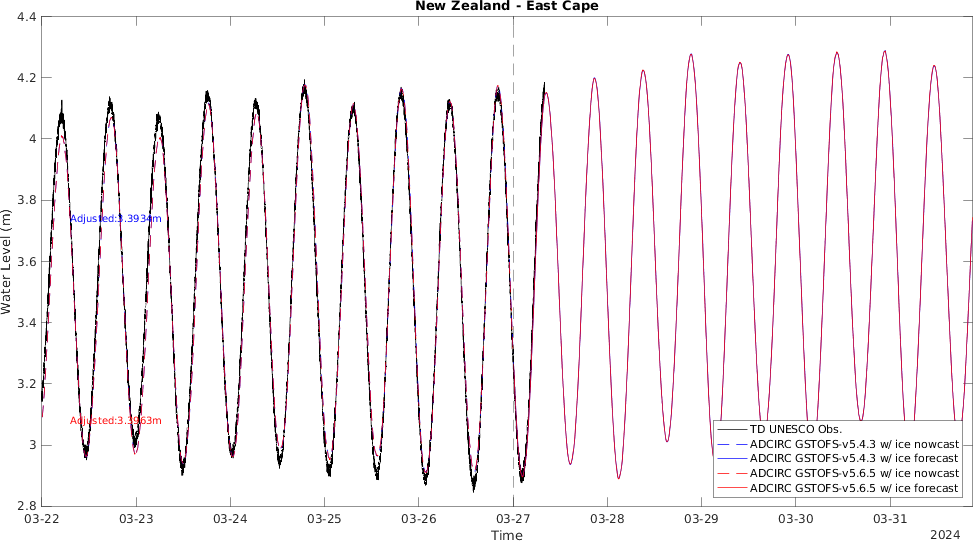 New Zealand - East Cape
4.4
4.2
4
3.8
3.6
3.4
3.2
3
2.8
Water Level (m)
Adjusted:3.3934m
Adjusted:3.3963m
TD UNESCO Obs.
ADCIRC GSTOFS-v5.4.3 w/ ice nowcast
ADCIRC GSTOFS-v5.4.3 w/ ice forecast
ADCIRC GSTOFS-v5.6.5 w/ ice nowcast
ADCIRC GSTOFS-v5.6.5 w/ ice forecast
03-22 03-23 03-24 03-25 03-26 03-27 03-28 03-29 03-30 03-31
Time
2024